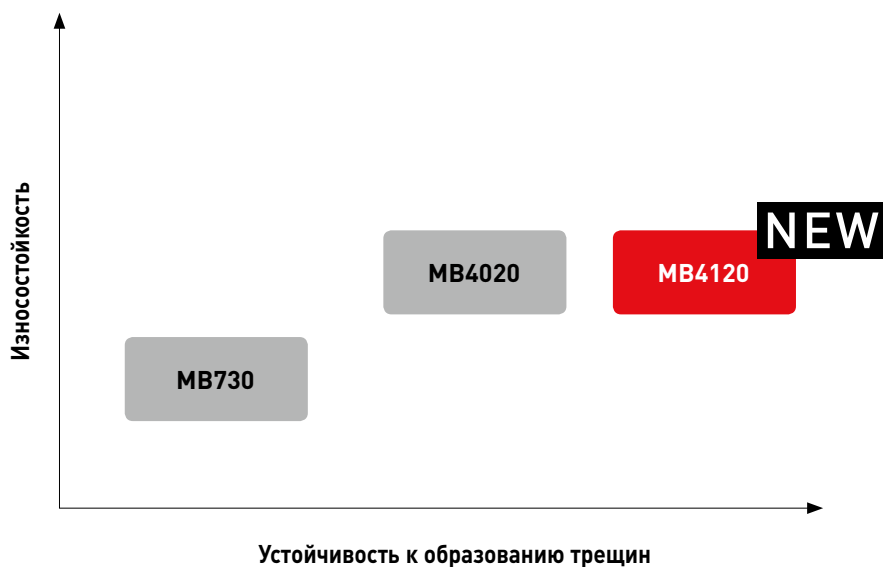 Износостойкость
NEW
MB4020
MB4120
MB730
Устойчивость к образованию трещин